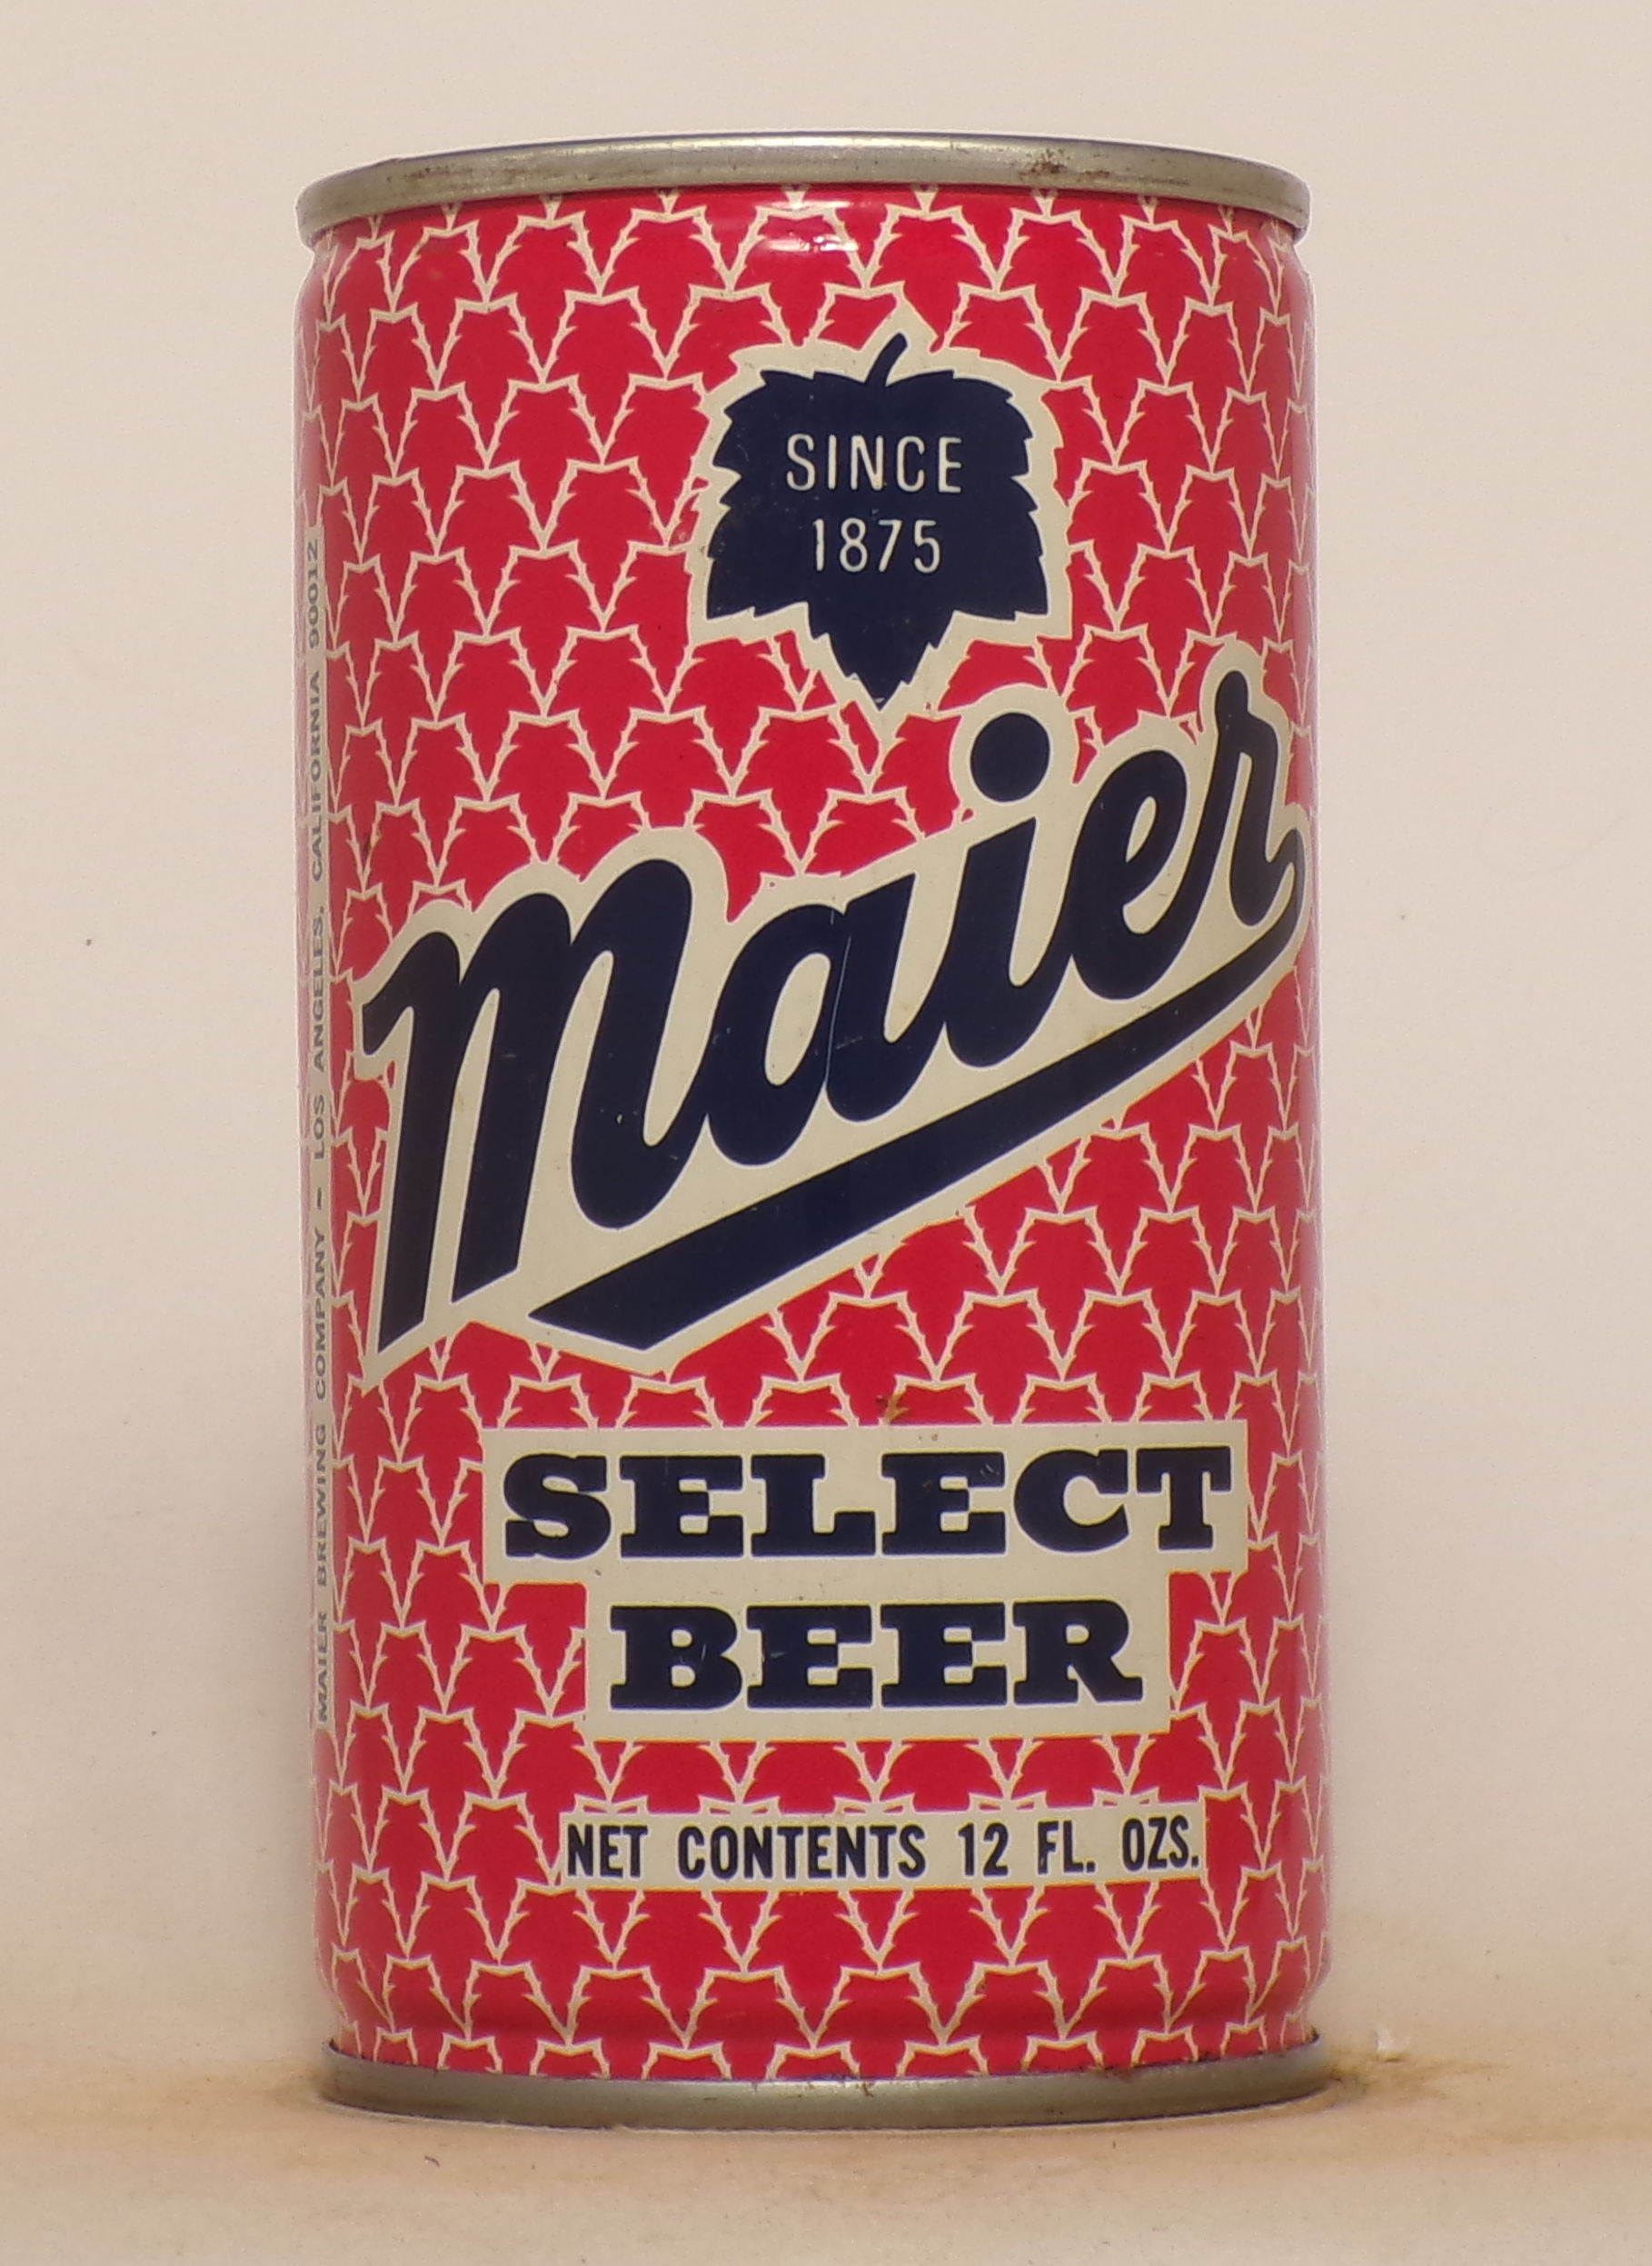 SINCE
1875
Maier
SELECT
BEER
NET CONTENTS 12 FL. OZS.
MAIER BREWING COMPANY – LOS ANGELES, CALIFORNIA 90012